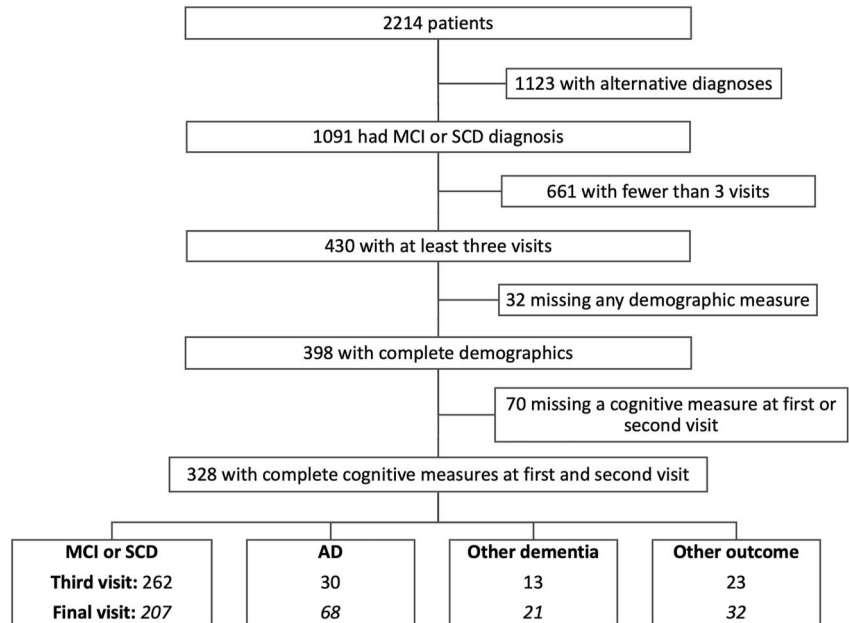 2214 patients
1123 with alternative diagnoses
1091 had MCI or SCD diagnosis
661 with fewer than 3 visits
430 with at least three visits
32 missing any demographic measure
398 with complete demographics
70 missing a cognitive measure at first or
second visit
328 with complete cognitive measures at first and second visit
MCI or SCD AD Other dementia Other outcome
Third visit: 262 30 13 23
Final visit: 207 68 21 32